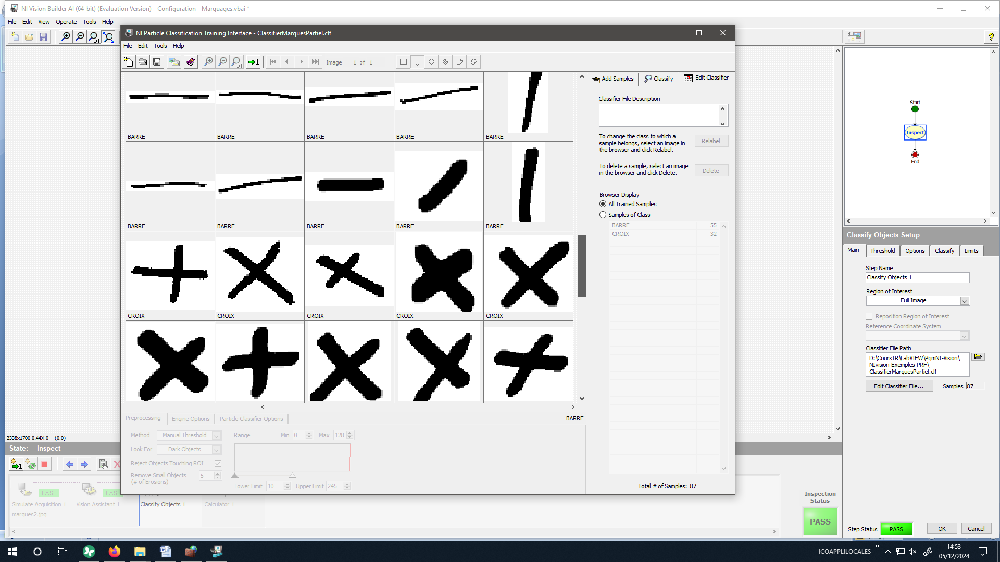 NI Vision Builder AI (64-bit) (Evaluation Version) - Configuration - Marquages.vbai *
File Edit View Operate Tools Help
NI Particle Classification Training Interface - ClassifierMarquesPartiel.clf
File Edit Tools Help
Image 1 of 1
BARRE BARRE BARRE BARRE BARRE
BARRE BARRE BARRE BARRE BARRE
CROIX CROIX CROIX CROIX CROIX
Add Samples Classify Edit Classifier
Classifier File Description
To change the class to which a
sample belongs, select an image in
the browser and click Relabel.
Relabel
To delete a sample, select an image
in the browser and click Delete.
Delete
Browser Display
All Trained Samples
Samples of Class
BARRE 55
CROIX 32
Total # of Samples: 87
Preprocessing Engine Options Particle Classifier Options
BARRE
Method Manual Threshold
Look For Dark Objects
Reject Objects Touching ROI
Remove Small Objects
(# of Erosions)
5
Range Min 0 Max 128
Lower Limit 10 Upper Limit 245
Start
Inspect
End
Classify Objects Setup
Main Threshold Options Classify Limits
Step Name
Classify Objects 1
Region of Interest
Full Image
Reposition Region of Interest
Reference Coordinate System
Classifier File Path
D:\CoursTR\LabVIEW\PgmNI-Vision\
NIvision-Exemples-PRF\
ClassifierMarquesPartiel.clf
Edit Classifier File... Samples 87
Step Status PASS OK Cancel
2338x1700 0.44X 0 (0,0)
State: Inspect
PASS PASS
Simulate Acquisition 1 Vision Assistant 1 Classify Objects 1 Calculator 1
marques2.jpg
Inspection
Status
PASS
ICOAPPLILOCALES
14:53
05/12/2024